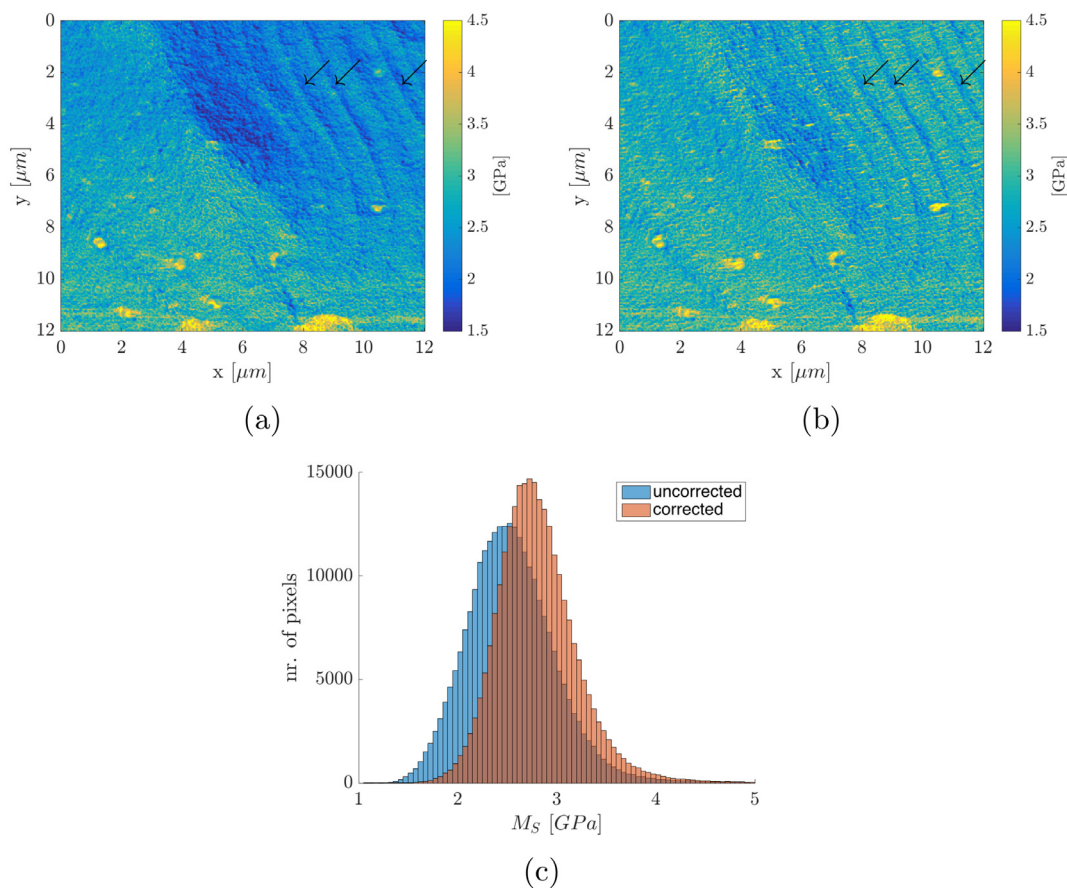 0
2
4
6
8
10
12
y [μm]
0 2 4 6 8 10 12
x [μm]
4.5
4
3.5
3
2.5
2
1.5
[GPa]
(a)
0
2
4
6
8
10
12
y [μm]
0 2 4 6 8 10 12
x [μm]
4.5
4
3.5
3
2.5
2
1.5
[GPa]
(b)
15000
10000
5000
0
nr. of pixels
uncorrected
corrected
1 2 3 4 5
M_S [GPa]
(c)